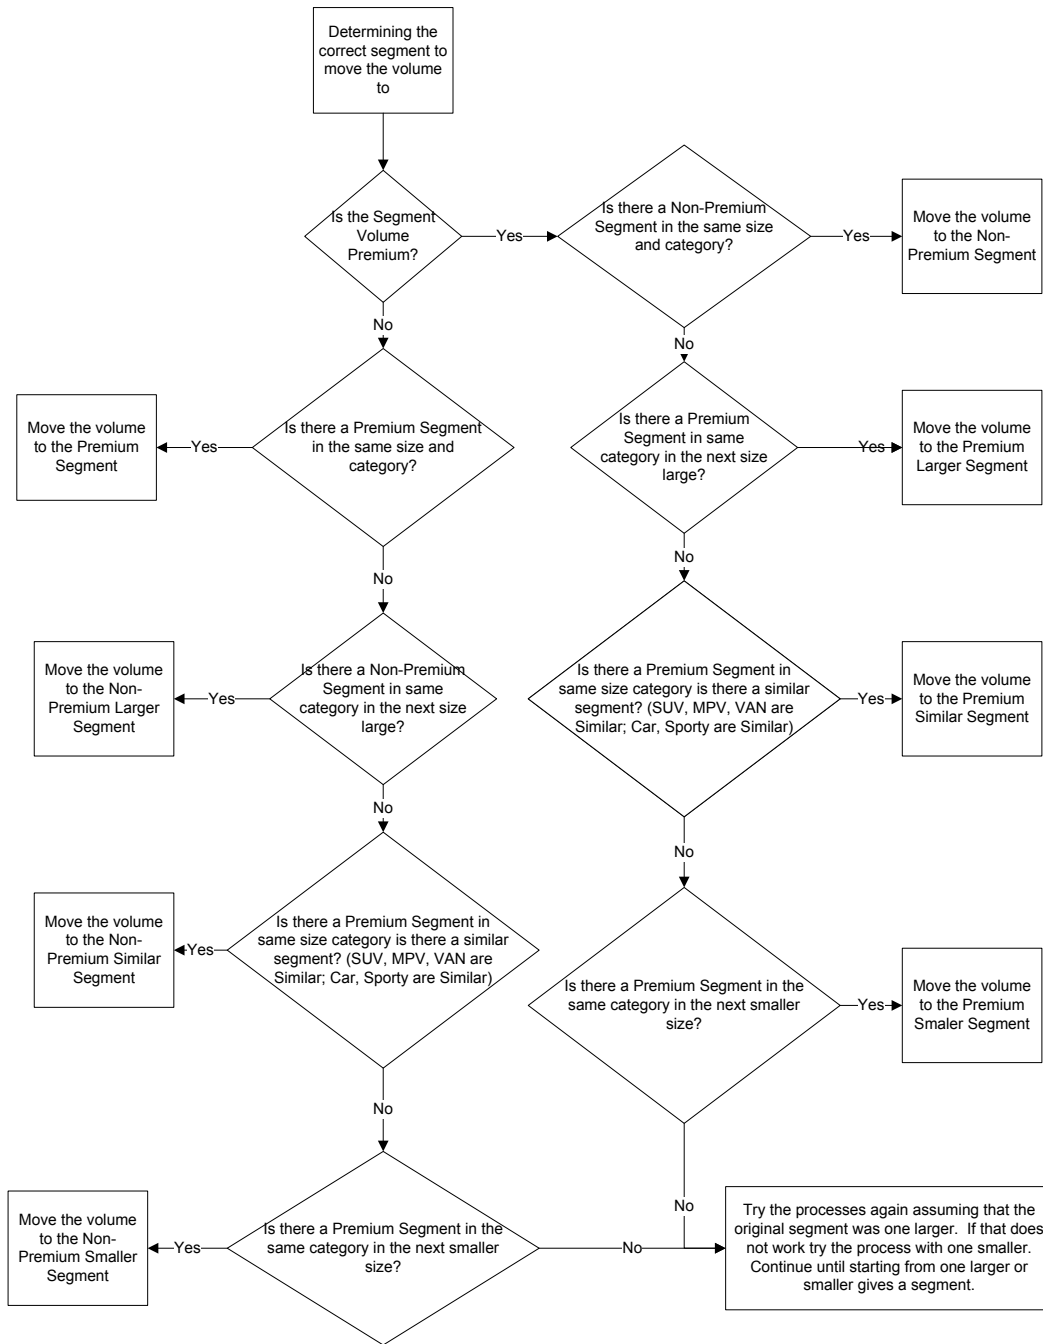 Determining the
correct segment to
move the volume
to
Is the Segment
Volume
Premium?
Yes
Is there a Non-Premium
Segment in the same size
and category?
Yes
Move the volume
to the Non-
Premium Segment
No
No
Is there a Premium Segment
in the same size and
category?
Yes
Move the volume
to the Premium
Segment
Is there a Premium
Segment in same
category in the next size
large?
Yes
Move the volume
to the Premium
Larger Segment
No
No
Is there a Non-Premium
Segment in same
category in the next size
large?
Yes
Move the volume
to the Non-
Premium Larger
Segment
Is there a Premium Segment in
same size category is there a similar
segment? (SUV, MPV, VAN are
Similar; Car, Sporty are Similar)
Yes
Move the volume
to the Premium
Similar Segment
No
No
Is there a Premium Segment in
same size category is there a similar
segment? (SUV, MPV, VAN are
Similar; Car, Sporty are Similar)
Yes
Move the volume
to the Non-
Premium Similar
Segment
Is there a Premium Segment in the
same category in the next smaller
size?
Yes
Move the volume
to the Premium
Smaler Segment
No
No
Is there a Premium Segment in the
same category in the next smaller
size?
Yes
Move the volume
to the Non-
Premium Smaller
Segment
No
Try the processes again assuming that the
original segment was one larger.  If that does
not work try the process with one smaller.
Continue until starting from one larger or
smaller gives a segment.